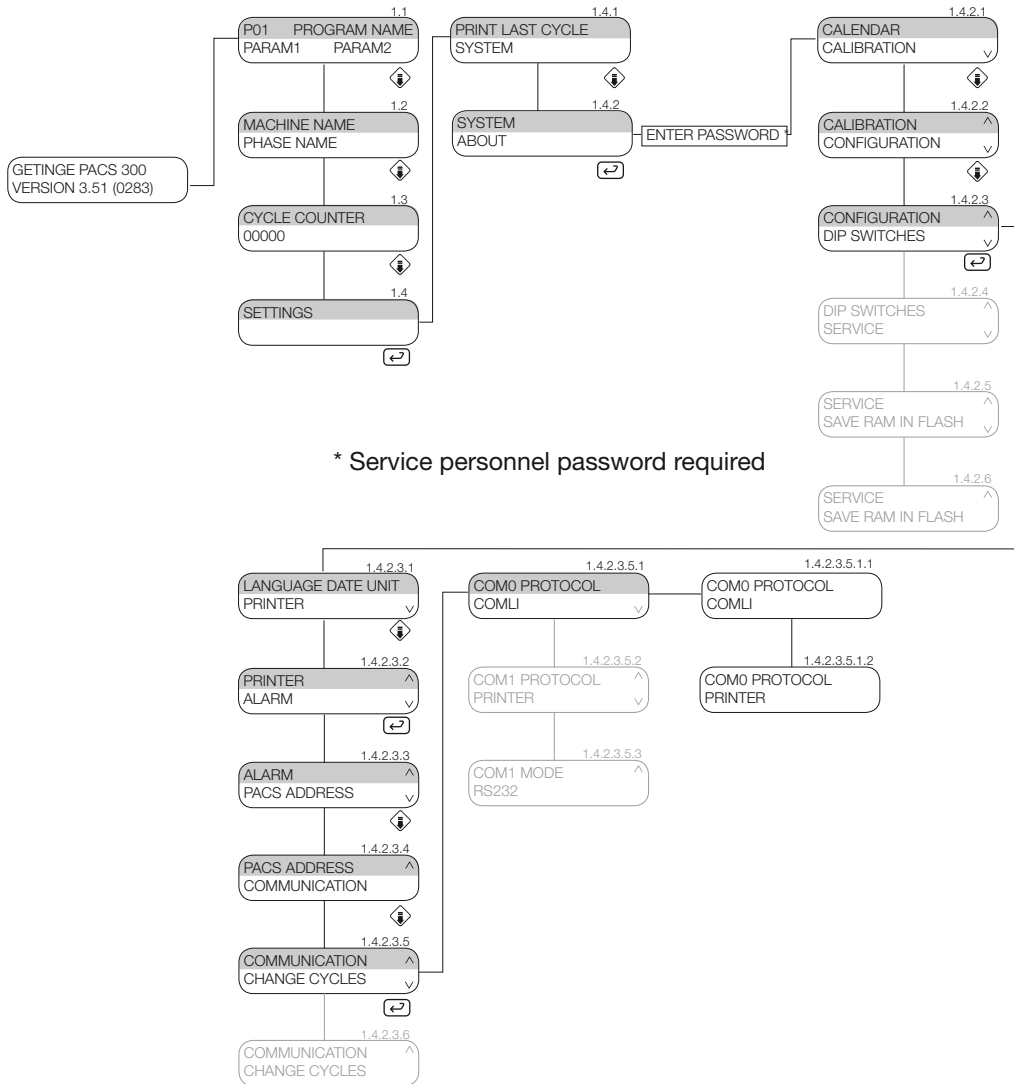 GETINGE PACS 300
VERSION 3.51 (0283)
1.1
P01 PROGRAM NAME
PARAM1 PARAM2
1.2
MACHINE NAME
PHASE NAME
1.3
CYCLE COUNTER
00000
1.4
SETTINGS
1.4.1
PRINT LAST CYCLE
SYSTEM
1.4.2
SYSTEM
ABOUT
ENTER PASSWORD *
1.4.2.1
CALENDAR
CALIBRATION
1.4.2.2
CALIBRATION
CONFIGURATION
1.4.2.3
CONFIGURATION
DIP SWITCHES
1.4.2.4
DIP SWITCHES
SERVICE
1.4.2.5
SERVICE
SAVE RAM IN FLASH
1.4.2.6
SERVICE
SAVE RAM IN FLASH
* Service personnel password required
1.4.2.3.1
LANGUAGE DATE UNIT
PRINTER
1.4.2.3.2
PRINTER
ALARM
1.4.2.3.3
ALARM
PACS ADDRESS
1.4.2.3.4
PACS ADDRESS
COMMUNICATION
1.4.2.3.5
COMMUNICATION
CHANGE CYCLES
1.4.2.3.6
COMMUNICATION
CHANGE CYCLES
1.4.2.3.5.1
COM0 PROTOCOL
COMLI
1.4.2.3.5.2
COM1 PROTOCOL
PRINTER
1.4.2.3.5.3
COM1 MODE
RS232
1.4.2.3.5.1.1
COM0 PROTOCOL
COMLI
1.4.2.3.5.1.2
COM0 PROTOCOL
PRINTER